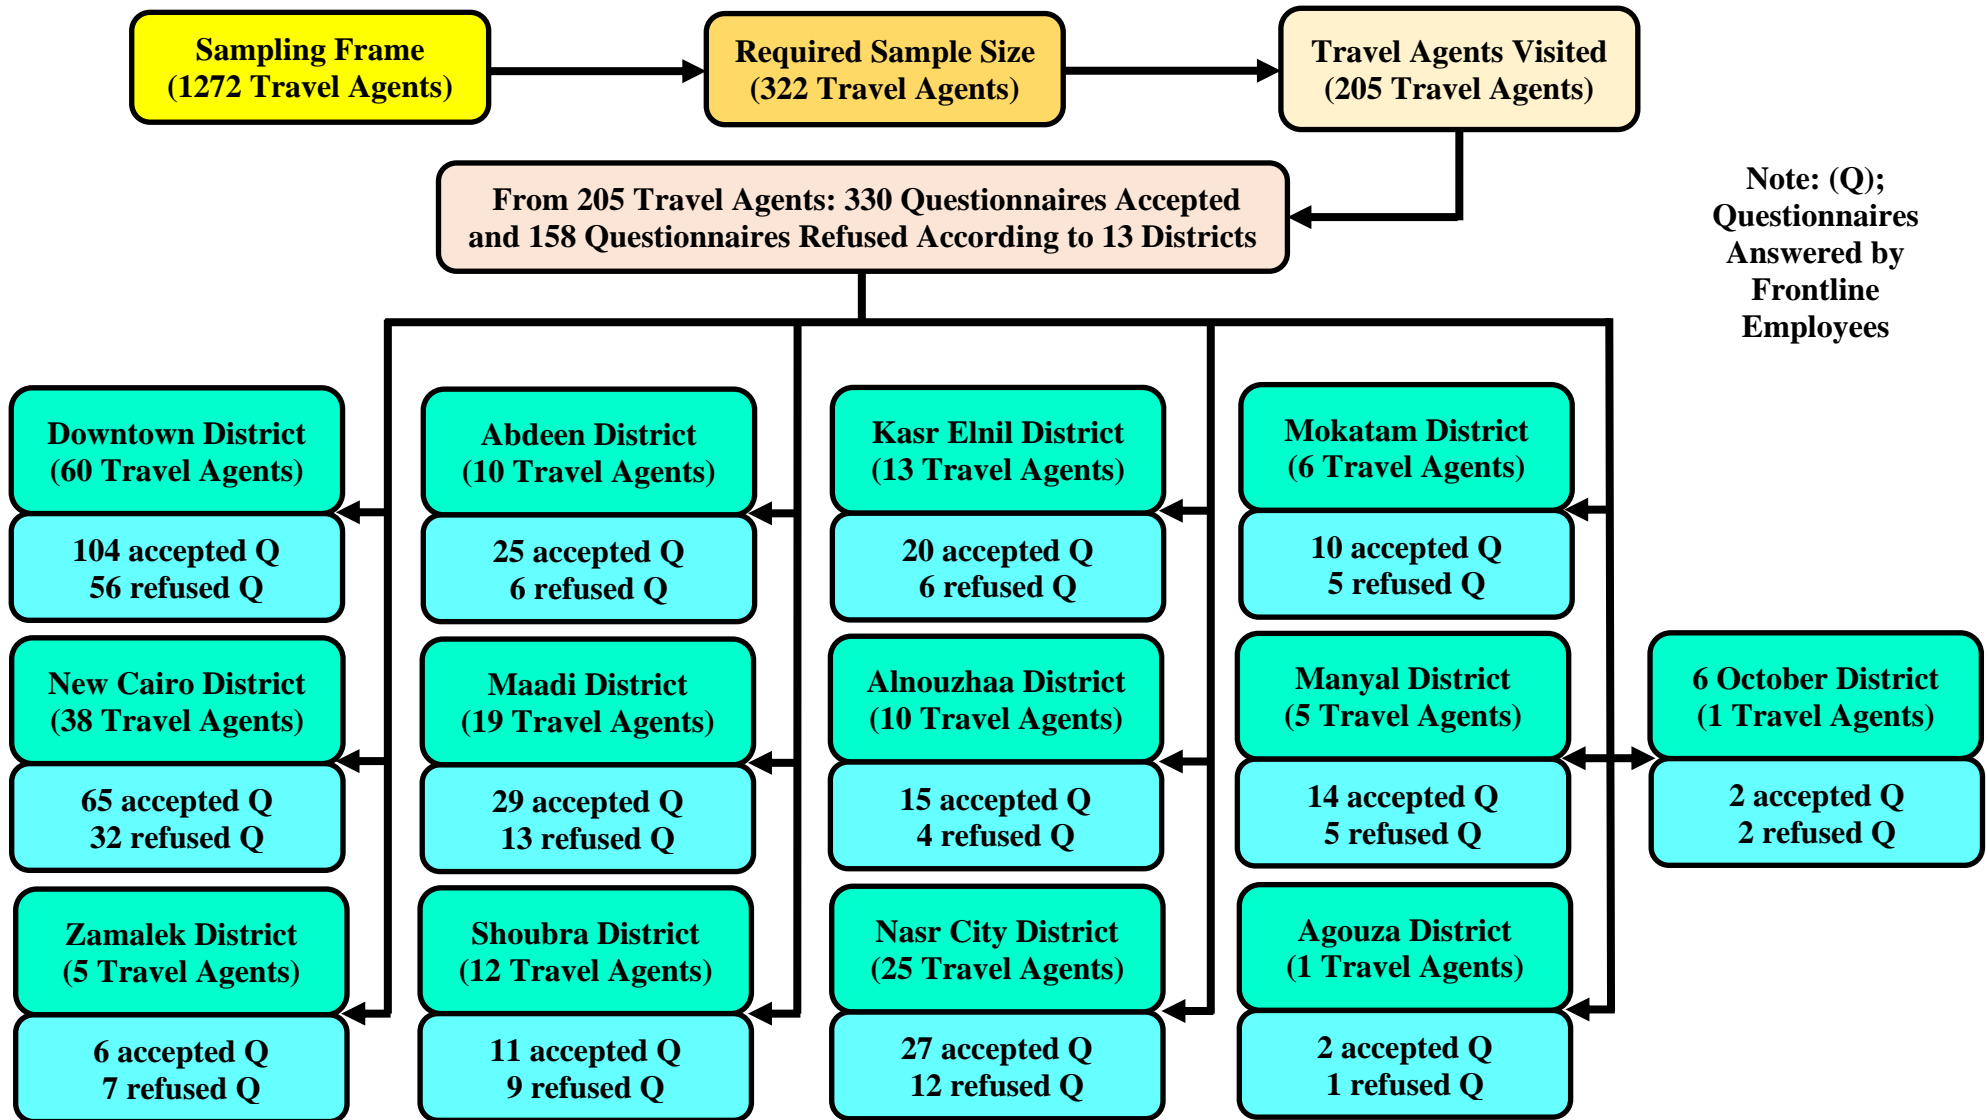 Sampling Frame
(1272 Travel Agents)
Required Sample Size
(322 Travel Agents)
Travel Agents Visited
(205 Travel Agents)
From 205 Travel Agents: 330 Questionnaires Accepted
and 158 Questionnaires Refused According to 13 Districts
Note: (Q);
Questionnaires
Answered by
Frontline
Employees
Downtown District
(60 Travel Agents)
104 accepted Q
56 refused Q
Abdeen District
(10 Travel Agents)
25 accepted Q
6 refused Q
Kasr Elnil District
(13 Travel Agents)
20 accepted Q
6 refused Q
Mokatam District
(6 Travel Agents)
10 accepted Q
5 refused Q
New Cairo District
(38 Travel Agents)
65 accepted Q
32 refused Q
Maadi District
(19 Travel Agents)
29 accepted Q
13 refused Q
Alnouzhaa District
(10 Travel Agents)
15 accepted Q
4 refused Q
Manyal District
(5 Travel Agents)
14 accepted Q
5 refused Q
6 October District
(1 Travel Agents)
2 accepted Q
2 refused Q
Zamalek District
(5 Travel Agents)
6 accepted Q
7 refused Q
Shoubra District
(12 Travel Agents)
11 accepted Q
9 refused Q
Nasr City District
(25 Travel Agents)
27 accepted Q
12 refused Q
Agouza District
(1 Travel Agents)
2 accepted Q
1 refused Q